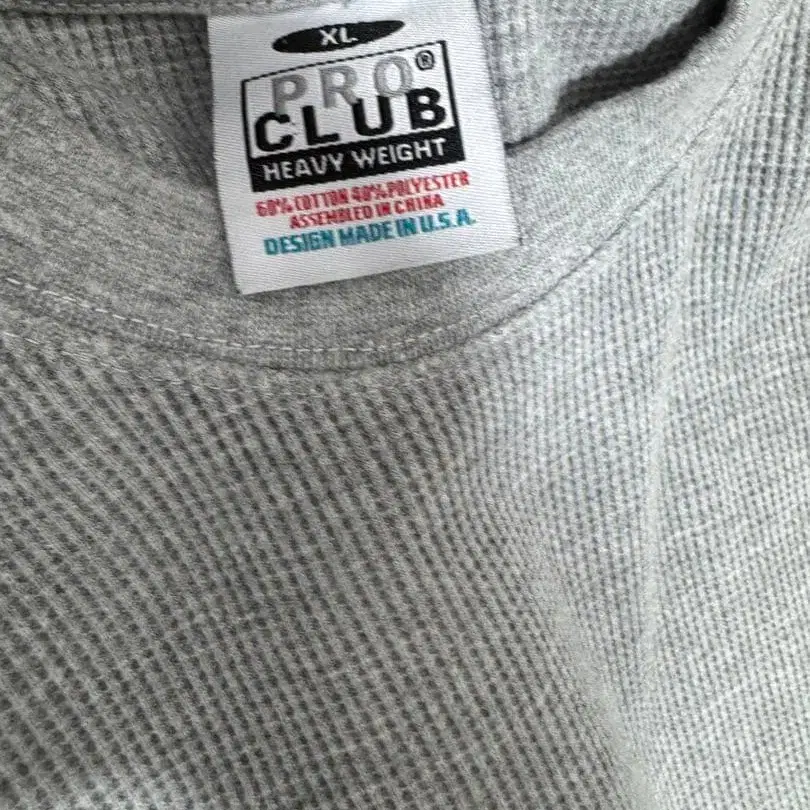 XL
PRO®
CLUB
HEAVY WEIGHT
60% COTTON 40% POLYESTER
ASSEMBLED IN CHINA
DESIGN MADE IN U.S.A.